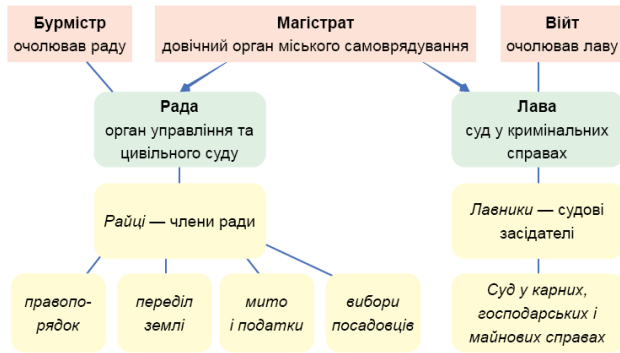 Бурмістр
очолював раду
Магістрат
довічний орган міського самоврядування
Війт
очолював лаву
Рада
орган управління та
цивільного суду
Лава
суд у кримінальних
справах
Райці — члени ради
Лавники — судові
засідателі
правопо-
рядок
переділ
землі
мито
і податки
вибори
посадовців
Суд у карних,
господарських і
майнових справах